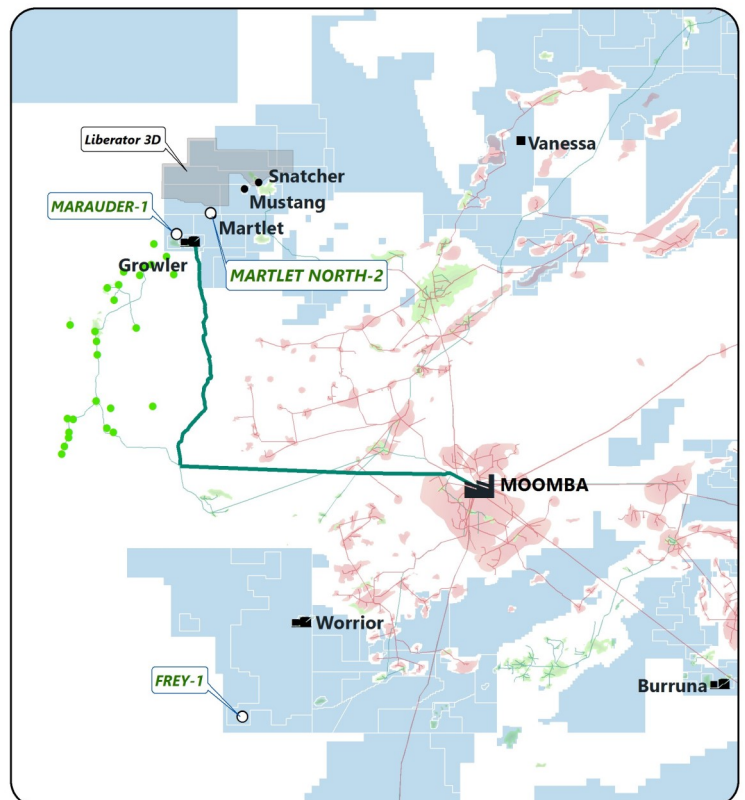 Liberator 3D
Vanessa
Snatcher
Mustang
MARAUDER-1
Martlet
Growler
MARTLET NORTH-2
MOOMBA
Worrior
FREY-1
Burruna